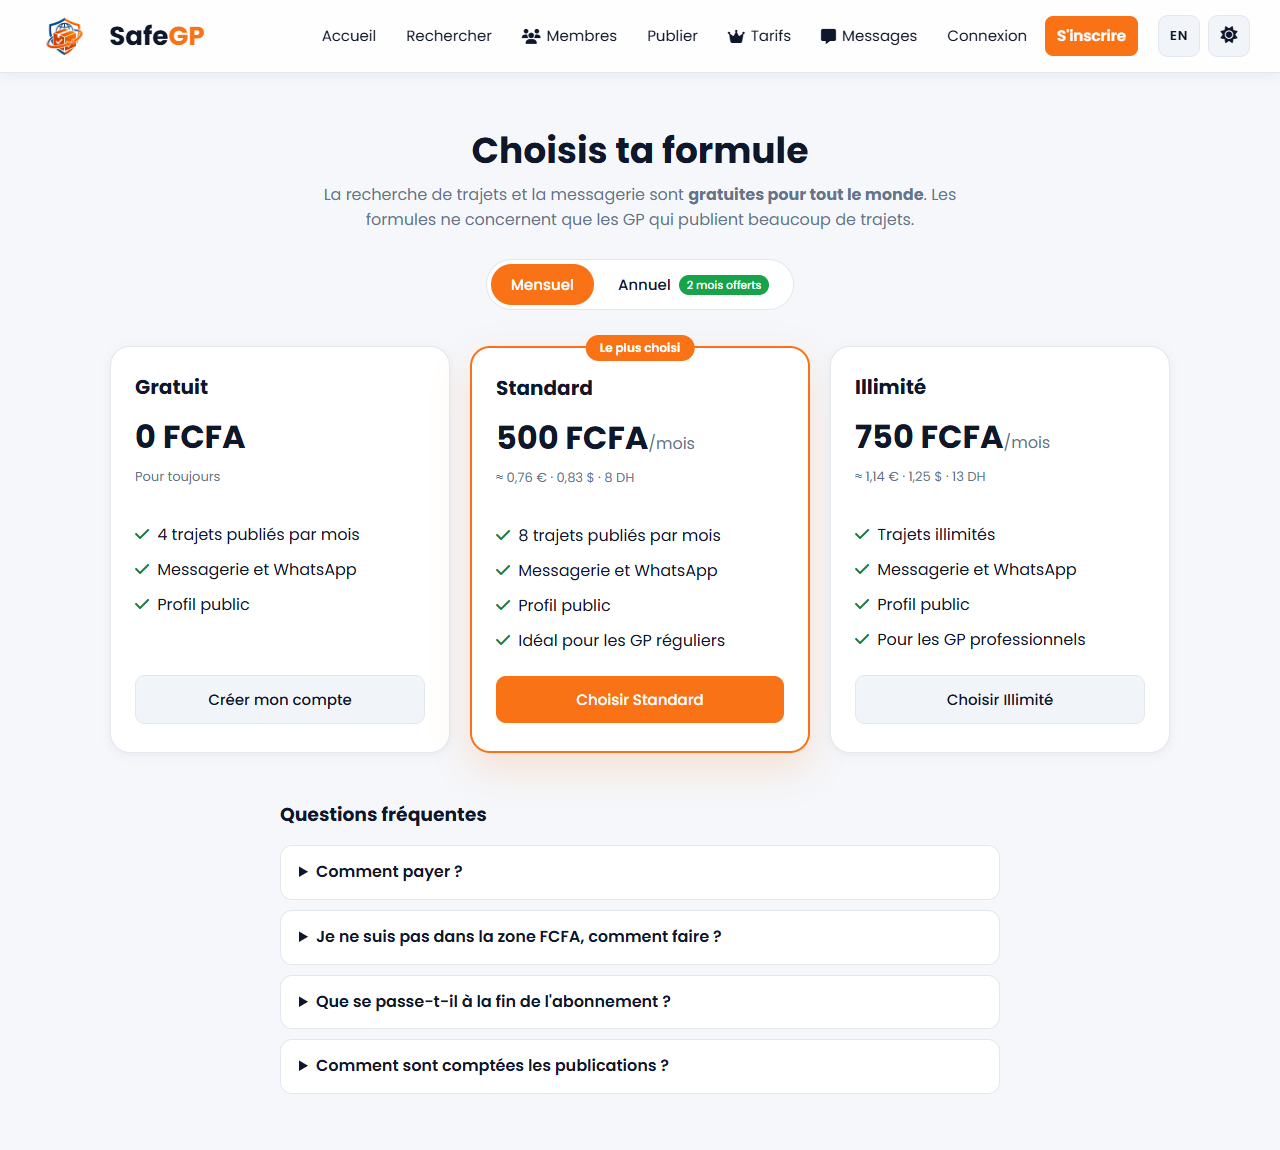 SafeGP
Accueil
Rechercher
Membres
Publier
Tarifs
Messages
Connexion
S'inscrire
EN
Choisis ta formule
La recherche de trajets et la messagerie sont gratuites pour tout le monde. Les
formules ne concernent que les GP qui publient beaucoup de trajets.
Mensuel
Annuel 2 mois offerts
Gratuit
0 FCFA
Pour toujours
4 trajets publiés par mois
Messagerie et WhatsApp
Profil public
Créer mon compte
Le plus choisi
Standard
500 FCFA/mois
≈ 0,76 € · 0,83 $ · 8 DH
8 trajets publiés par mois
Messagerie et WhatsApp
Profil public
Idéal pour les GP réguliers
Choisir Standard
Illimité
750 FCFA/mois
≈ 1,14 € · 1,25 $ · 13 DH
Trajets illimités
Messagerie et WhatsApp
Profil public
Pour les GP professionnels
Choisir Illimité
Questions fréquentes
Comment payer ?
Je ne suis pas dans la zone FCFA, comment faire ?
Que se passe-t-il à la fin de l'abonnement ?
Comment sont comptées les publications ?